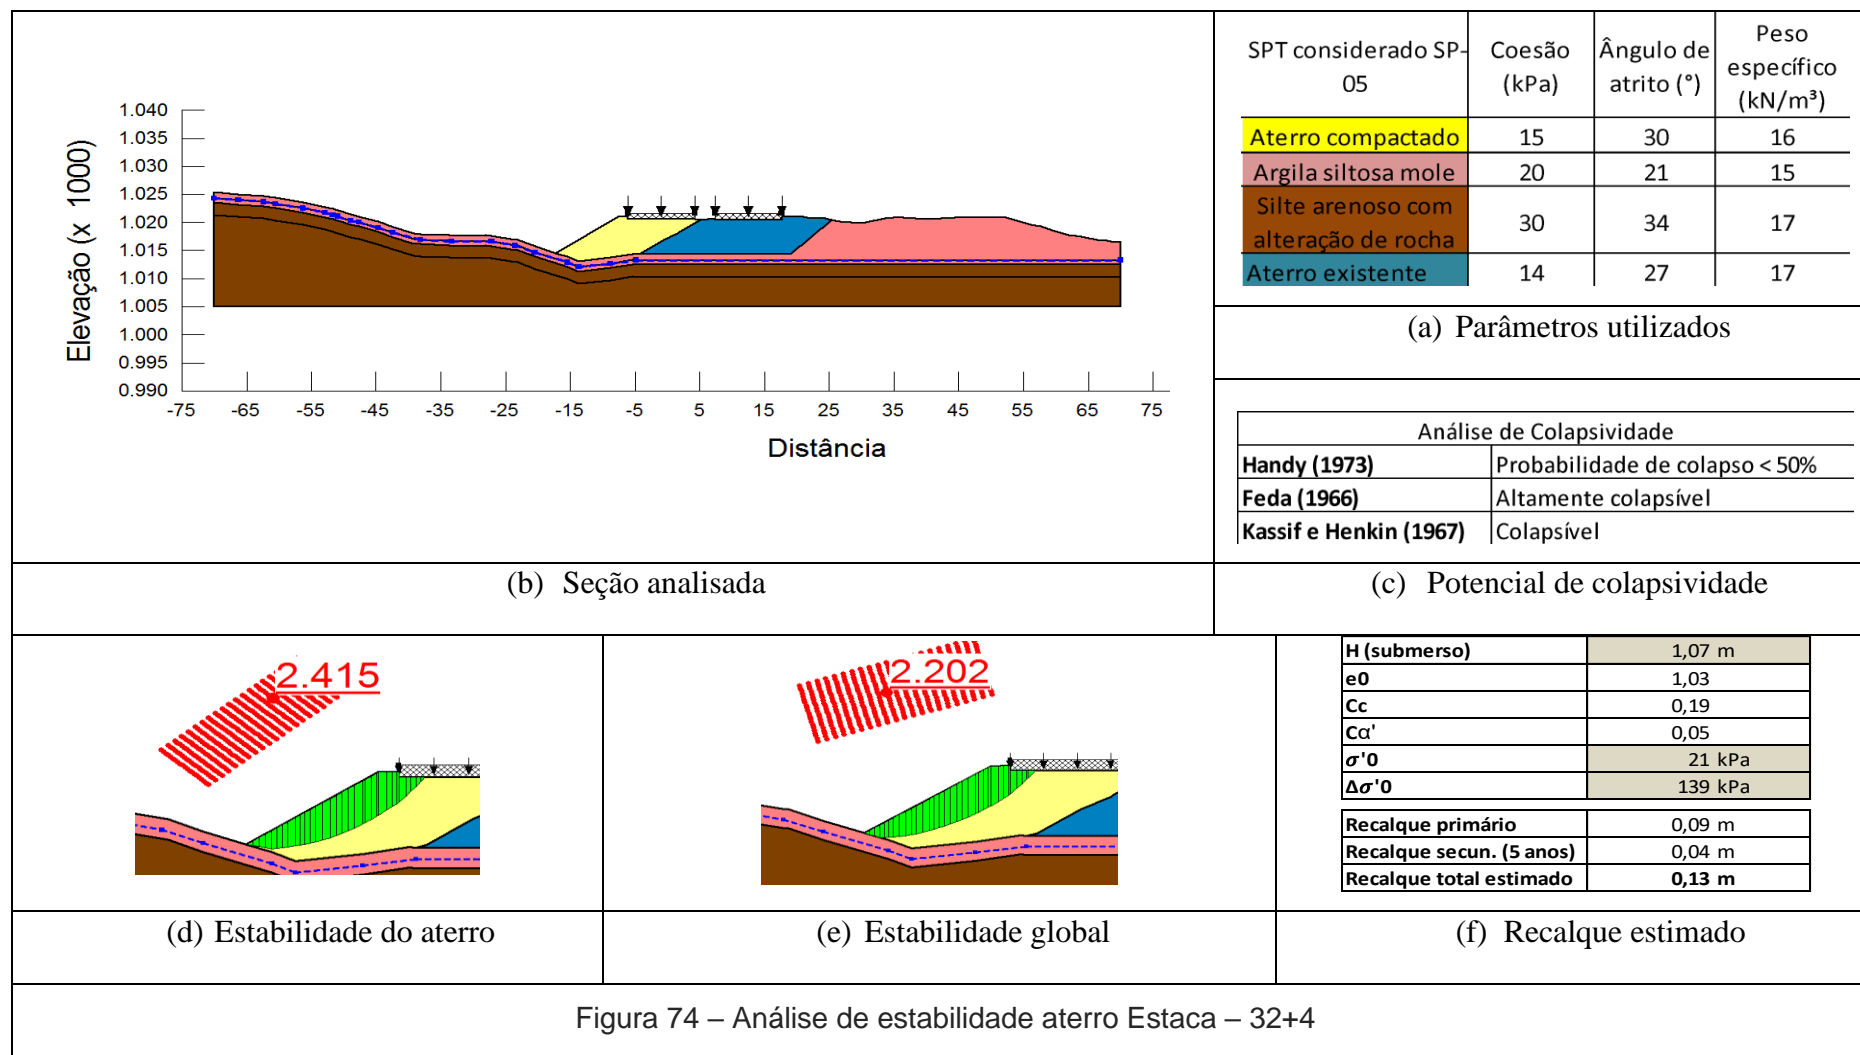 SPT considerado SP-
05
Coesão
(kPa)
Ângulo de
atrito (°)
Peso
específico
(kN/m³)
Aterro compactado 15 30 16
Argila siltosa mole 20 21 15
Silte arenoso com
alteração de rocha
30 34 17
Aterro existente 14 27 17
(a) Parâmetros utilizados
Elevação (x 1000)
1.040
1.035
1.030
1.025
1.020
1.015
1.010
1.005
1.000
0.995
0.990
-75 -65 -55 -45 -35 -25 -15 -5 5 15 25 35 45 55 65 75
Distância
(b) Seção analisada
Análise de Colapsividade
Handy (1973) Probabilidade de colapso < 50%
Feda (1966) Altamente colapsível
Kassif e Henkin (1967) Colapsível
(c) Potencial de colapsividade
2.415
(d) Estabilidade do aterro
2.202
(e) Estabilidade global
H (submerso) 1,07 m
e0 1,03
Cc 0,19
Cα' 0,05
σ'0 21 kPa
Δσ'0 139 kPa
Recalque primário 0,09 m
Recalque secun. (5 anos) 0,04 m
Recalque total estimado 0,13 m
(f) Recalque estimado
Figura 74 – Análise de estabilidade aterro Estaca – 32+4